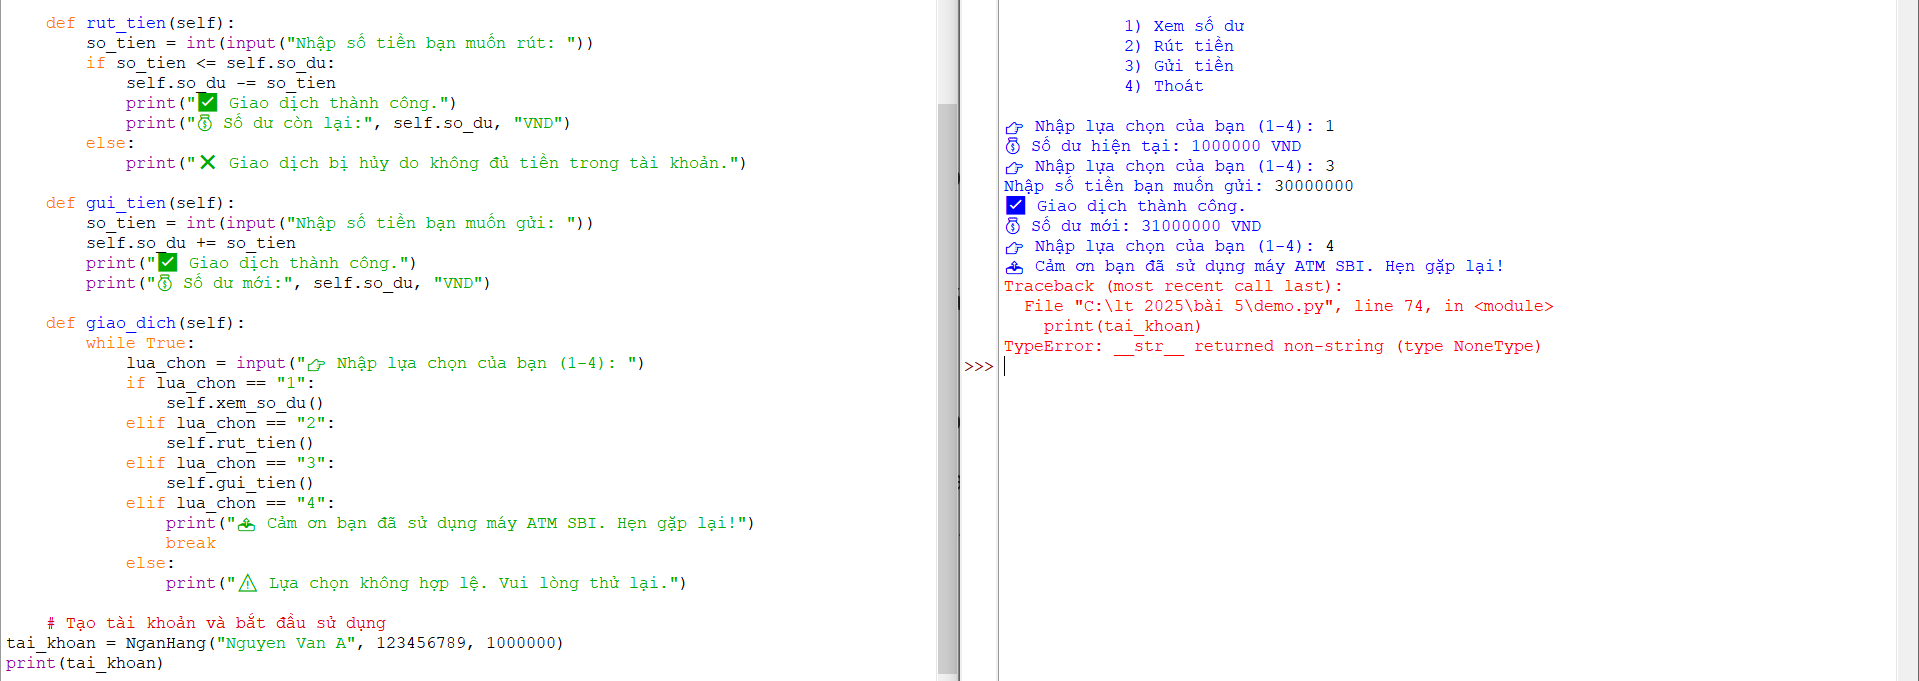 def rut_tien(self):
        so_tien = int(input("Nhập số tiền bạn muốn rút: "))
        if so_tien <= self.so_du:
            self.so_du -= so_tien
            print("✅ Giao dịch thành công.")
            print("💰 Số dư còn lại:", self.so_du, "VND")
        else:
            print("❌ Giao dịch bị hủy do không đủ tiền trong tài khoản.")

    def gui_tien(self):
        so_tien = int(input("Nhập số tiền bạn muốn gửi: "))
        self.so_du += so_tien
        print("✅ Giao dịch thành công.")
        print("💰 Số dư mới:", self.so_du, "VND")

    def giao_dich(self):
        while True:
            lua_chon = input("👉 Nhập lựa chọn của bạn (1-4): ")
            if lua_chon == "1":
                self.xem_so_du()
            elif lua_chon == "2":
                self.rut_tien()
            elif lua_chon == "3":
                self.gui_tien()
            elif lua_chon == "4":
                print("📤 Cảm ơn bạn đã sử dụng máy ATM SBI. Hẹn gặp lại!")
                break
            else:
                print("⚠ Lựa chọn không hợp lệ. Vui lòng thử lại.")

    # Tạo tài khoản và bắt đầu sử dụng
tai_khoan = NganHang("Nguyen Van A", 123456789, 1000000)
print(tai_khoan)
1) Xem số dư
2) Rút tiền
3) Gửi tiền
4) Thoát
👉 Nhập lựa chọn của bạn (1-4): 1
💰 Số dư hiện tại: 1000000 VND
👉 Nhập lựa chọn của bạn (1-4): 3
Nhập số tiền bạn muốn gửi: 30000000
✅ Giao dịch thành công.
💰 Số dư mới: 31000000 VND
👉 Nhập lựa chọn của bạn (1-4): 4
📤 Cảm ơn bạn đã sử dụng máy ATM SBI. Hẹn gặp lại!
Traceback (most recent call last):
  File "C:\lt 2025\bài 5\demo.py", line 74, in <module>
    print(tai_khoan)
TypeError: __str__ returned non-string (type NoneType)
>>>